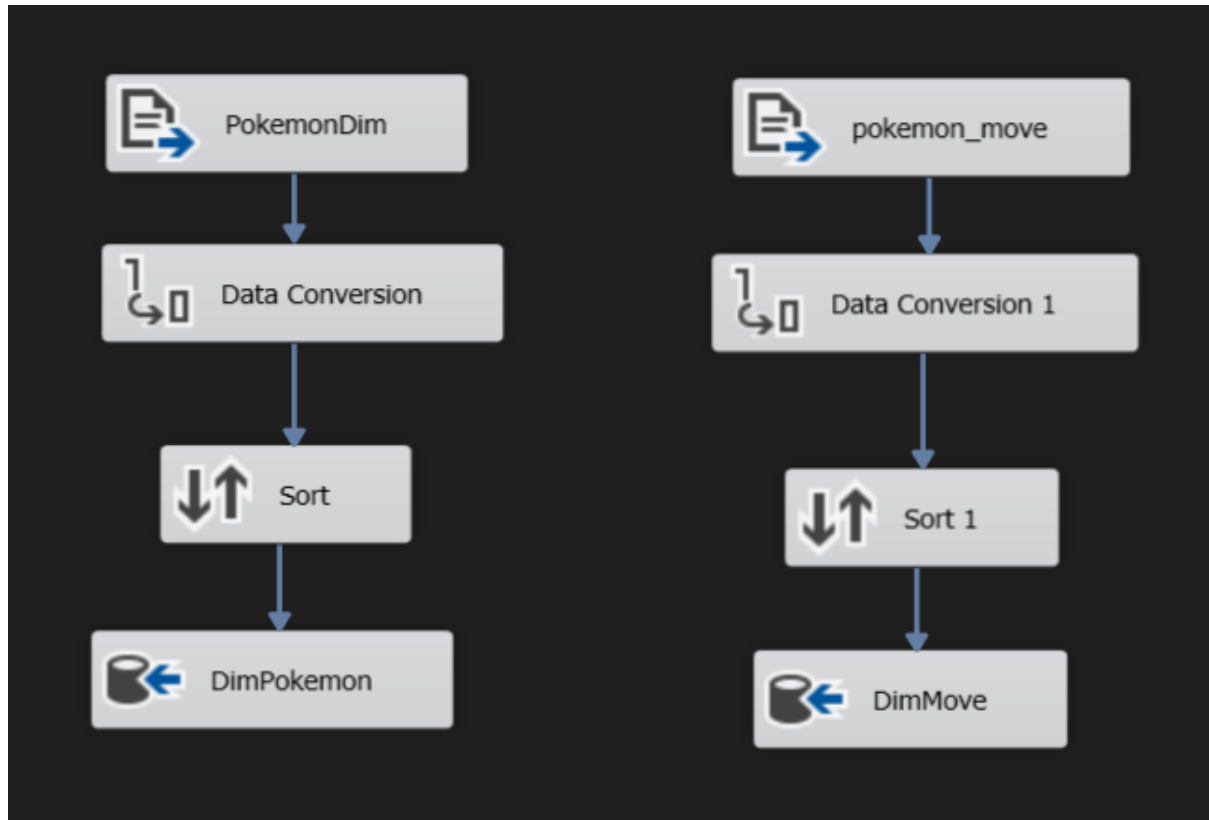 PokemonDim
Data Conversion
Sort
DimPokemon
pokemon_move
Data Conversion 1
Sort 1
DimMove